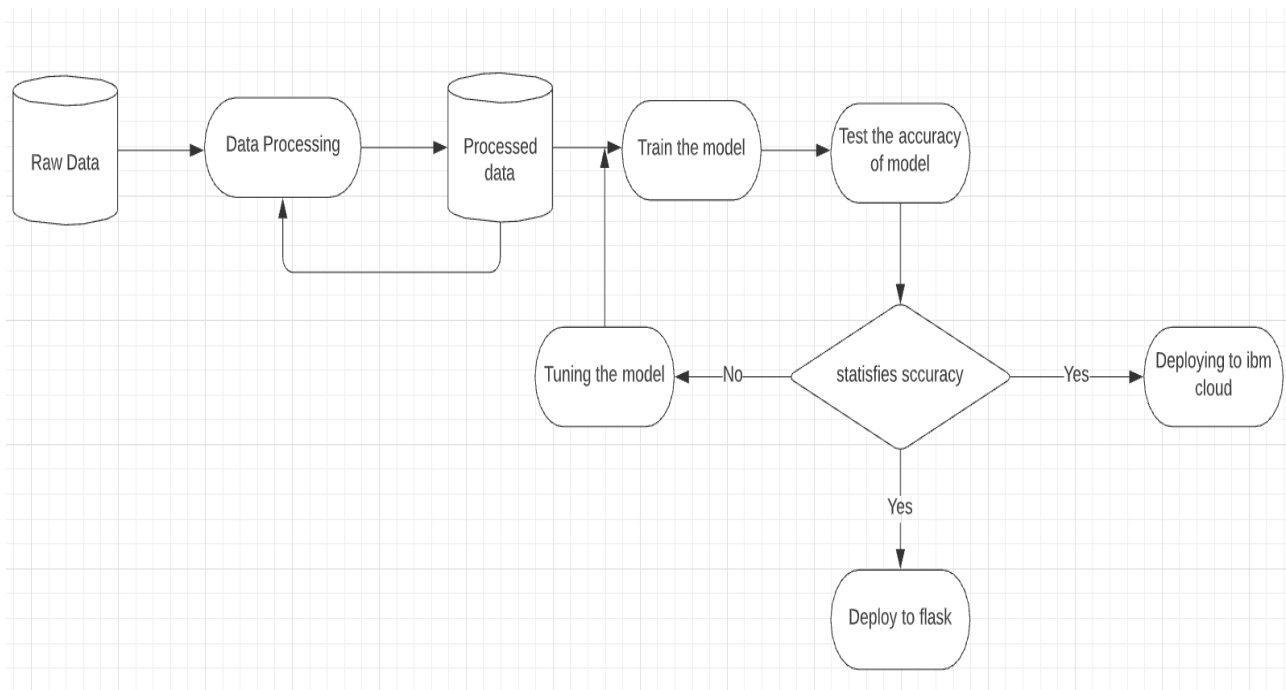 Raw Data
Data Processing
Processed
data
Train the model
Test the accuracy
of model
Tuning the model
No
statisfies sccuracy
Yes
Deploying to ibm
cloud
Yes
Deploy to flask